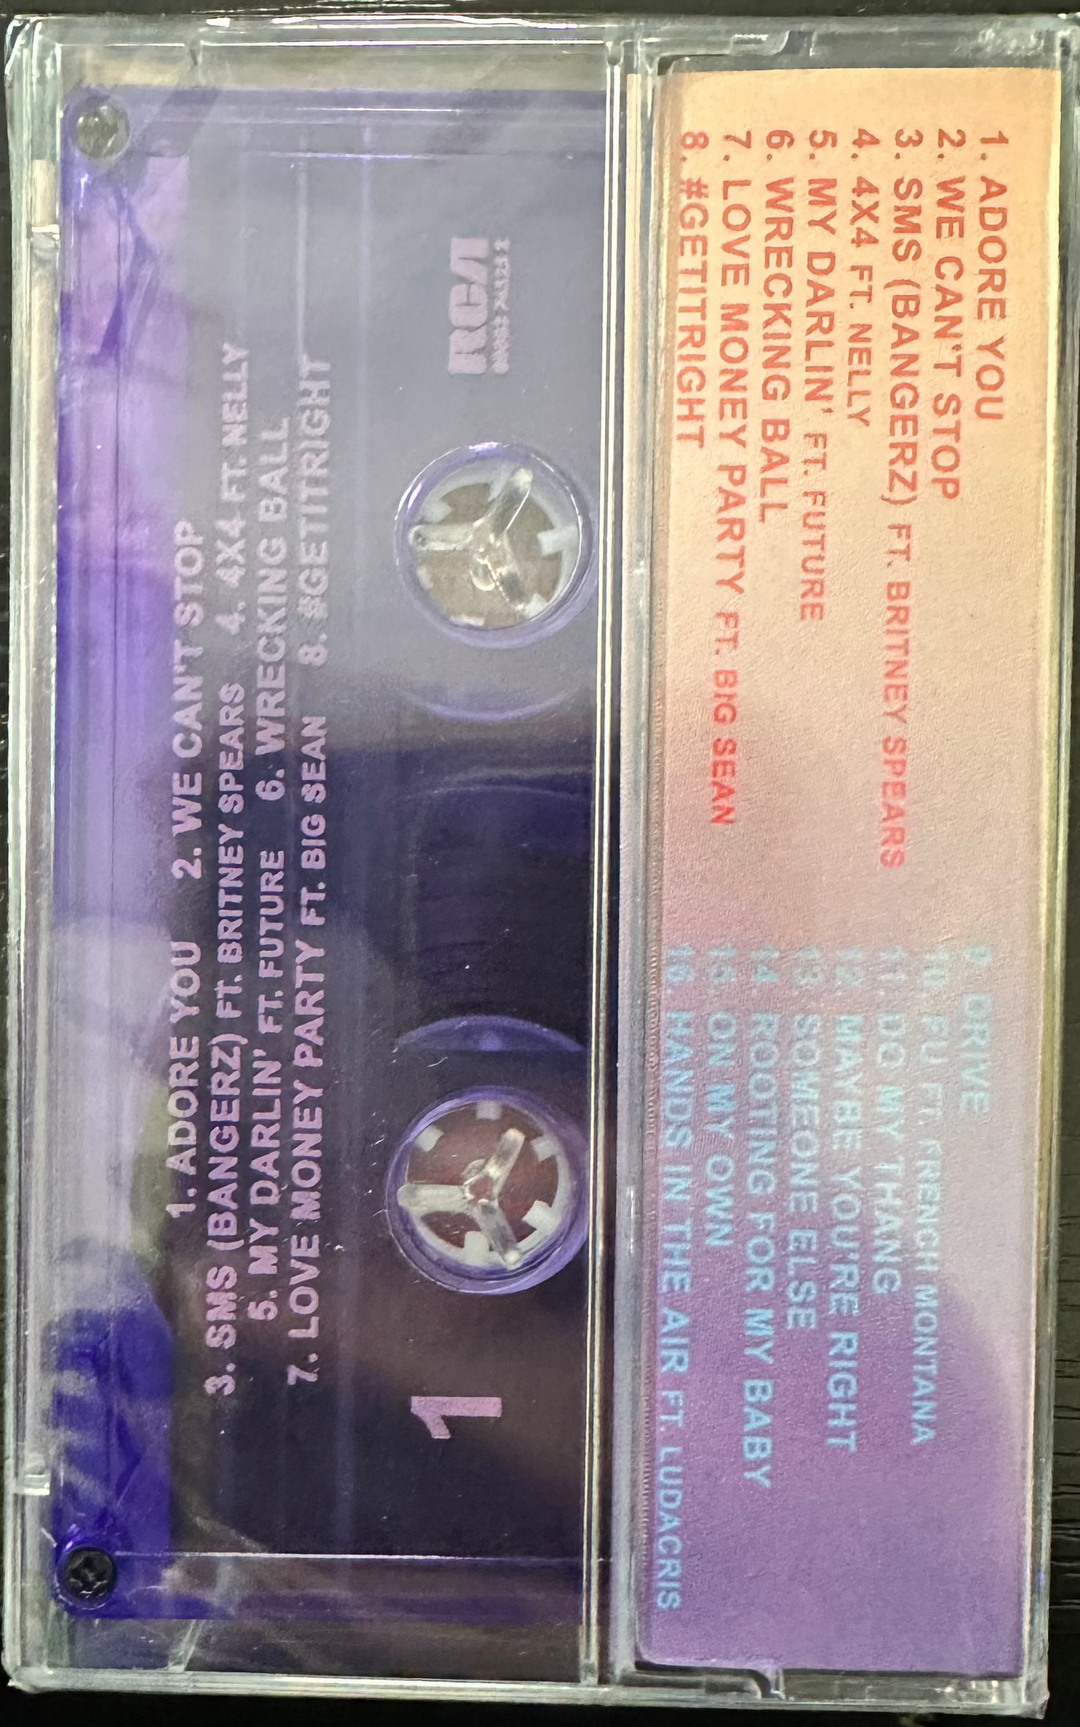 1. ADORE YOU
2. WE CAN'T STOP
3. SMS (BANGERZ) FT. BRITNEY SPEARS
4. 4X4 FT. NELLY
5. MY DARLIN' FT. FUTURE
6. WRECKING BALL
7. LOVE MONEY PARTY FT. BIG SEAN
8. #GETITRIGHT
9. DRIVE
10. FU FT. FRENCH MONTANA
11. DO MY THANG
12. MAYBE YOU'RE RIGHT
13. SOMEONE ELSE
14. ROOTING FOR MY BABY
15. ON MY OWN
16. HANDS IN THE AIR FT. LUDACRIS
1. ADORE YOU 2. WE CAN'T STOP
3. SMS (BANGERZ) FT. BRITNEY SPEARS 4. 4X4 FT. NELLY
5. MY DARLIN' FT. FUTURE 6. WRECKING BALL
7. LOVE MONEY PARTY FT. BIG SEAN 8. #GETITRIGHT
1
RCA